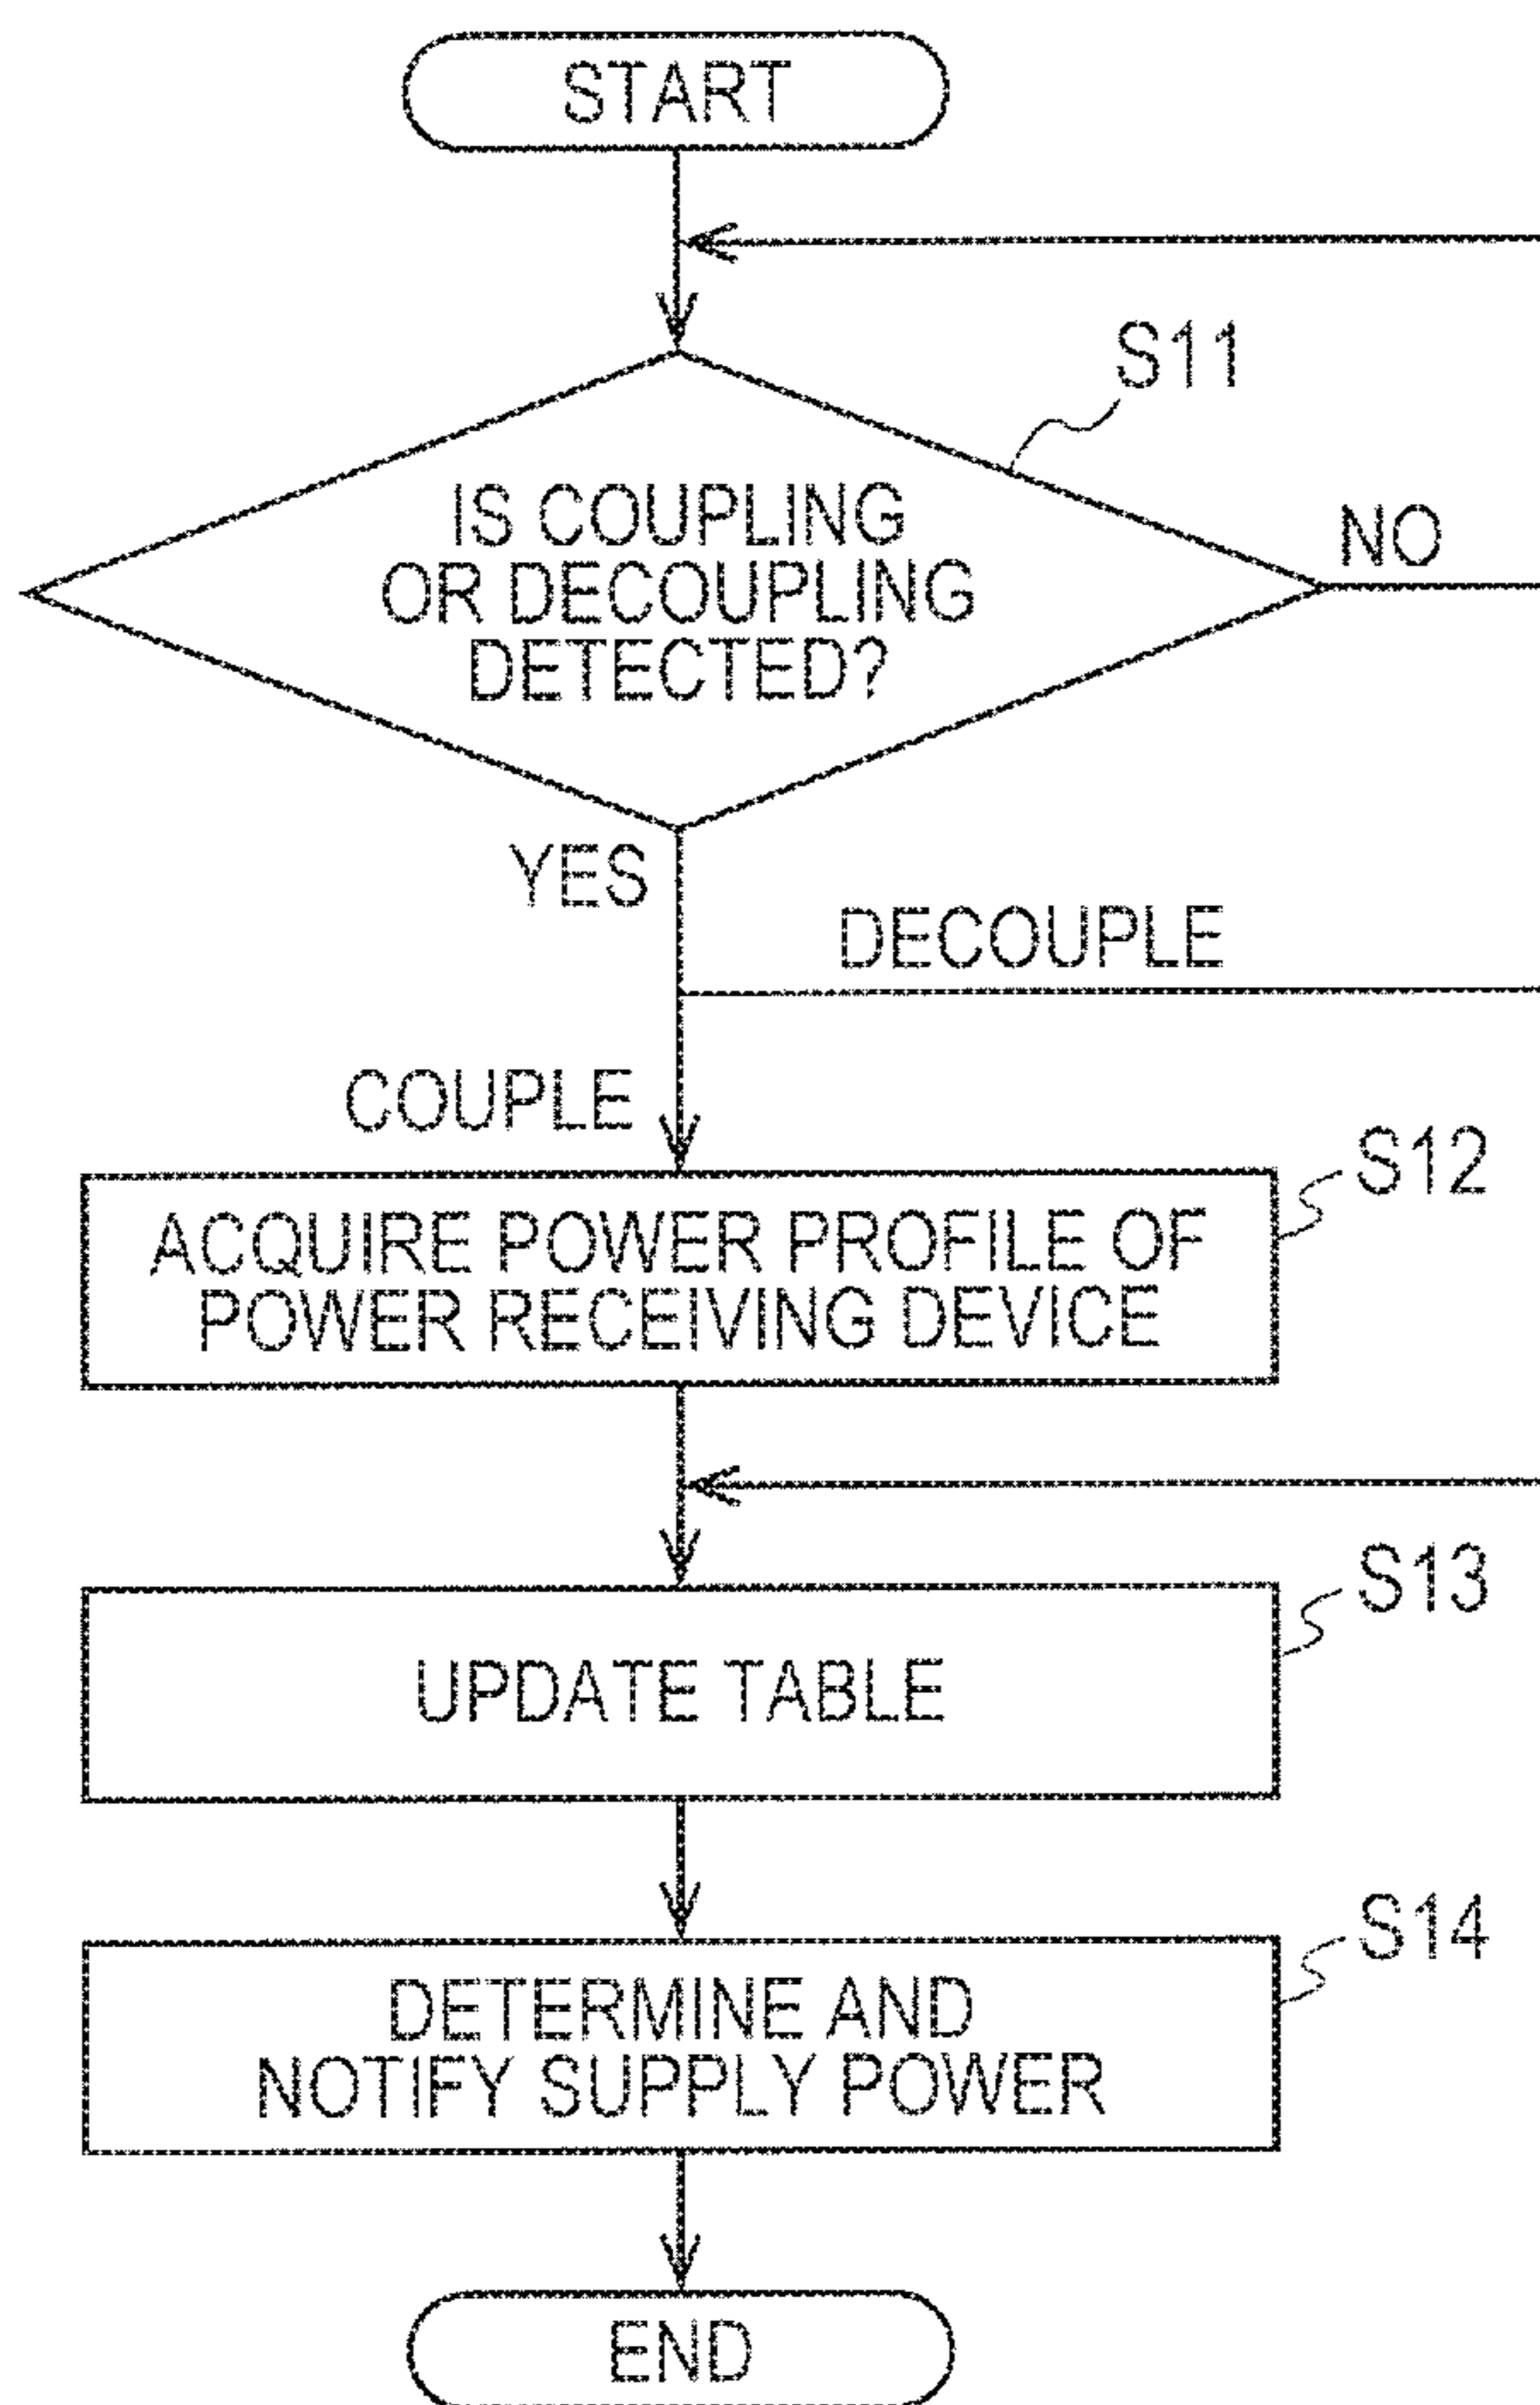 START
S11
IS COUPLING
OR DECOUPLING
DETECTED?
NO
YES
DECOUPLE
COUPLE
S12
ACQUIRE POWER PROFILE OF
POWER RECEIVING DEVICE
S13
UPDATE TABLE
S14
DETERMINE AND
NOTIFY SUPPLY POWER
END